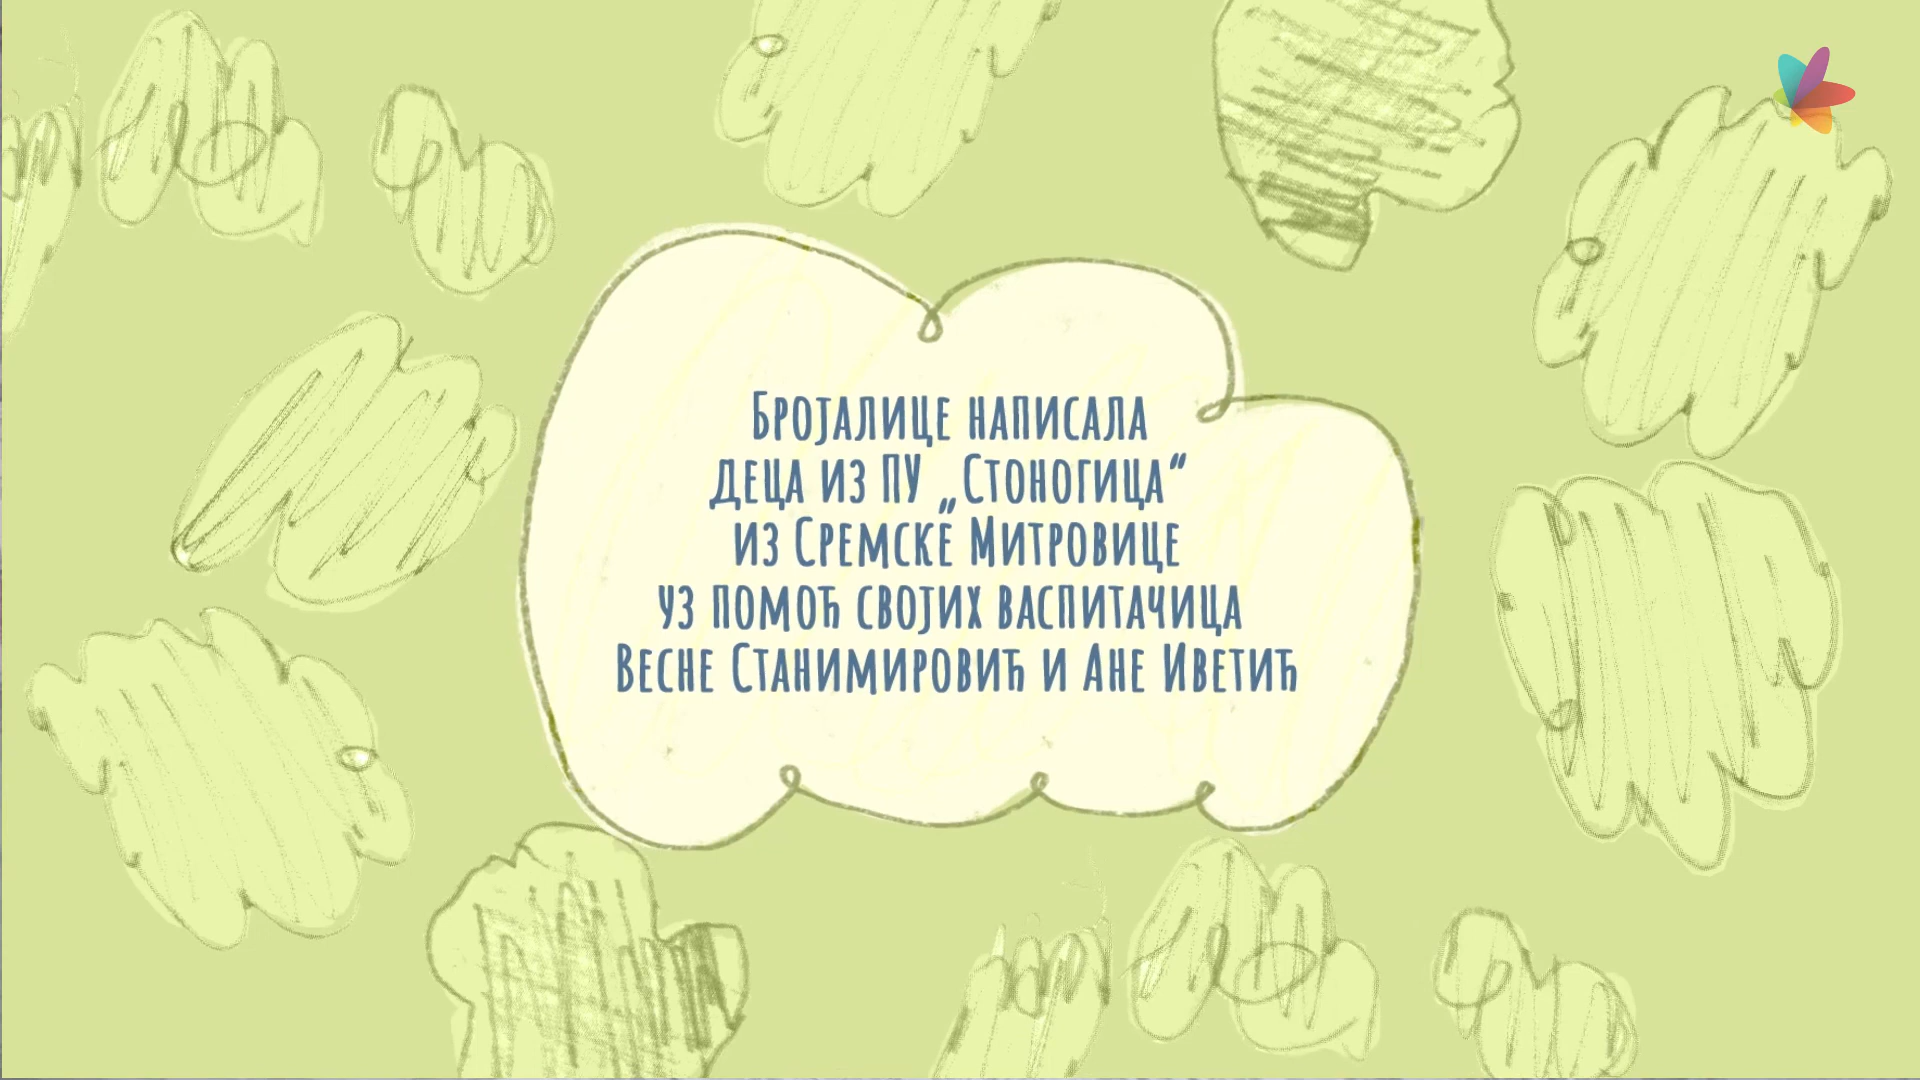 Бројалице написала
деца из ПУ „Стоногица“
из Сремске Митровице
уз помоћ својих васпитачица
Весне Станимировић и Ане Иветић